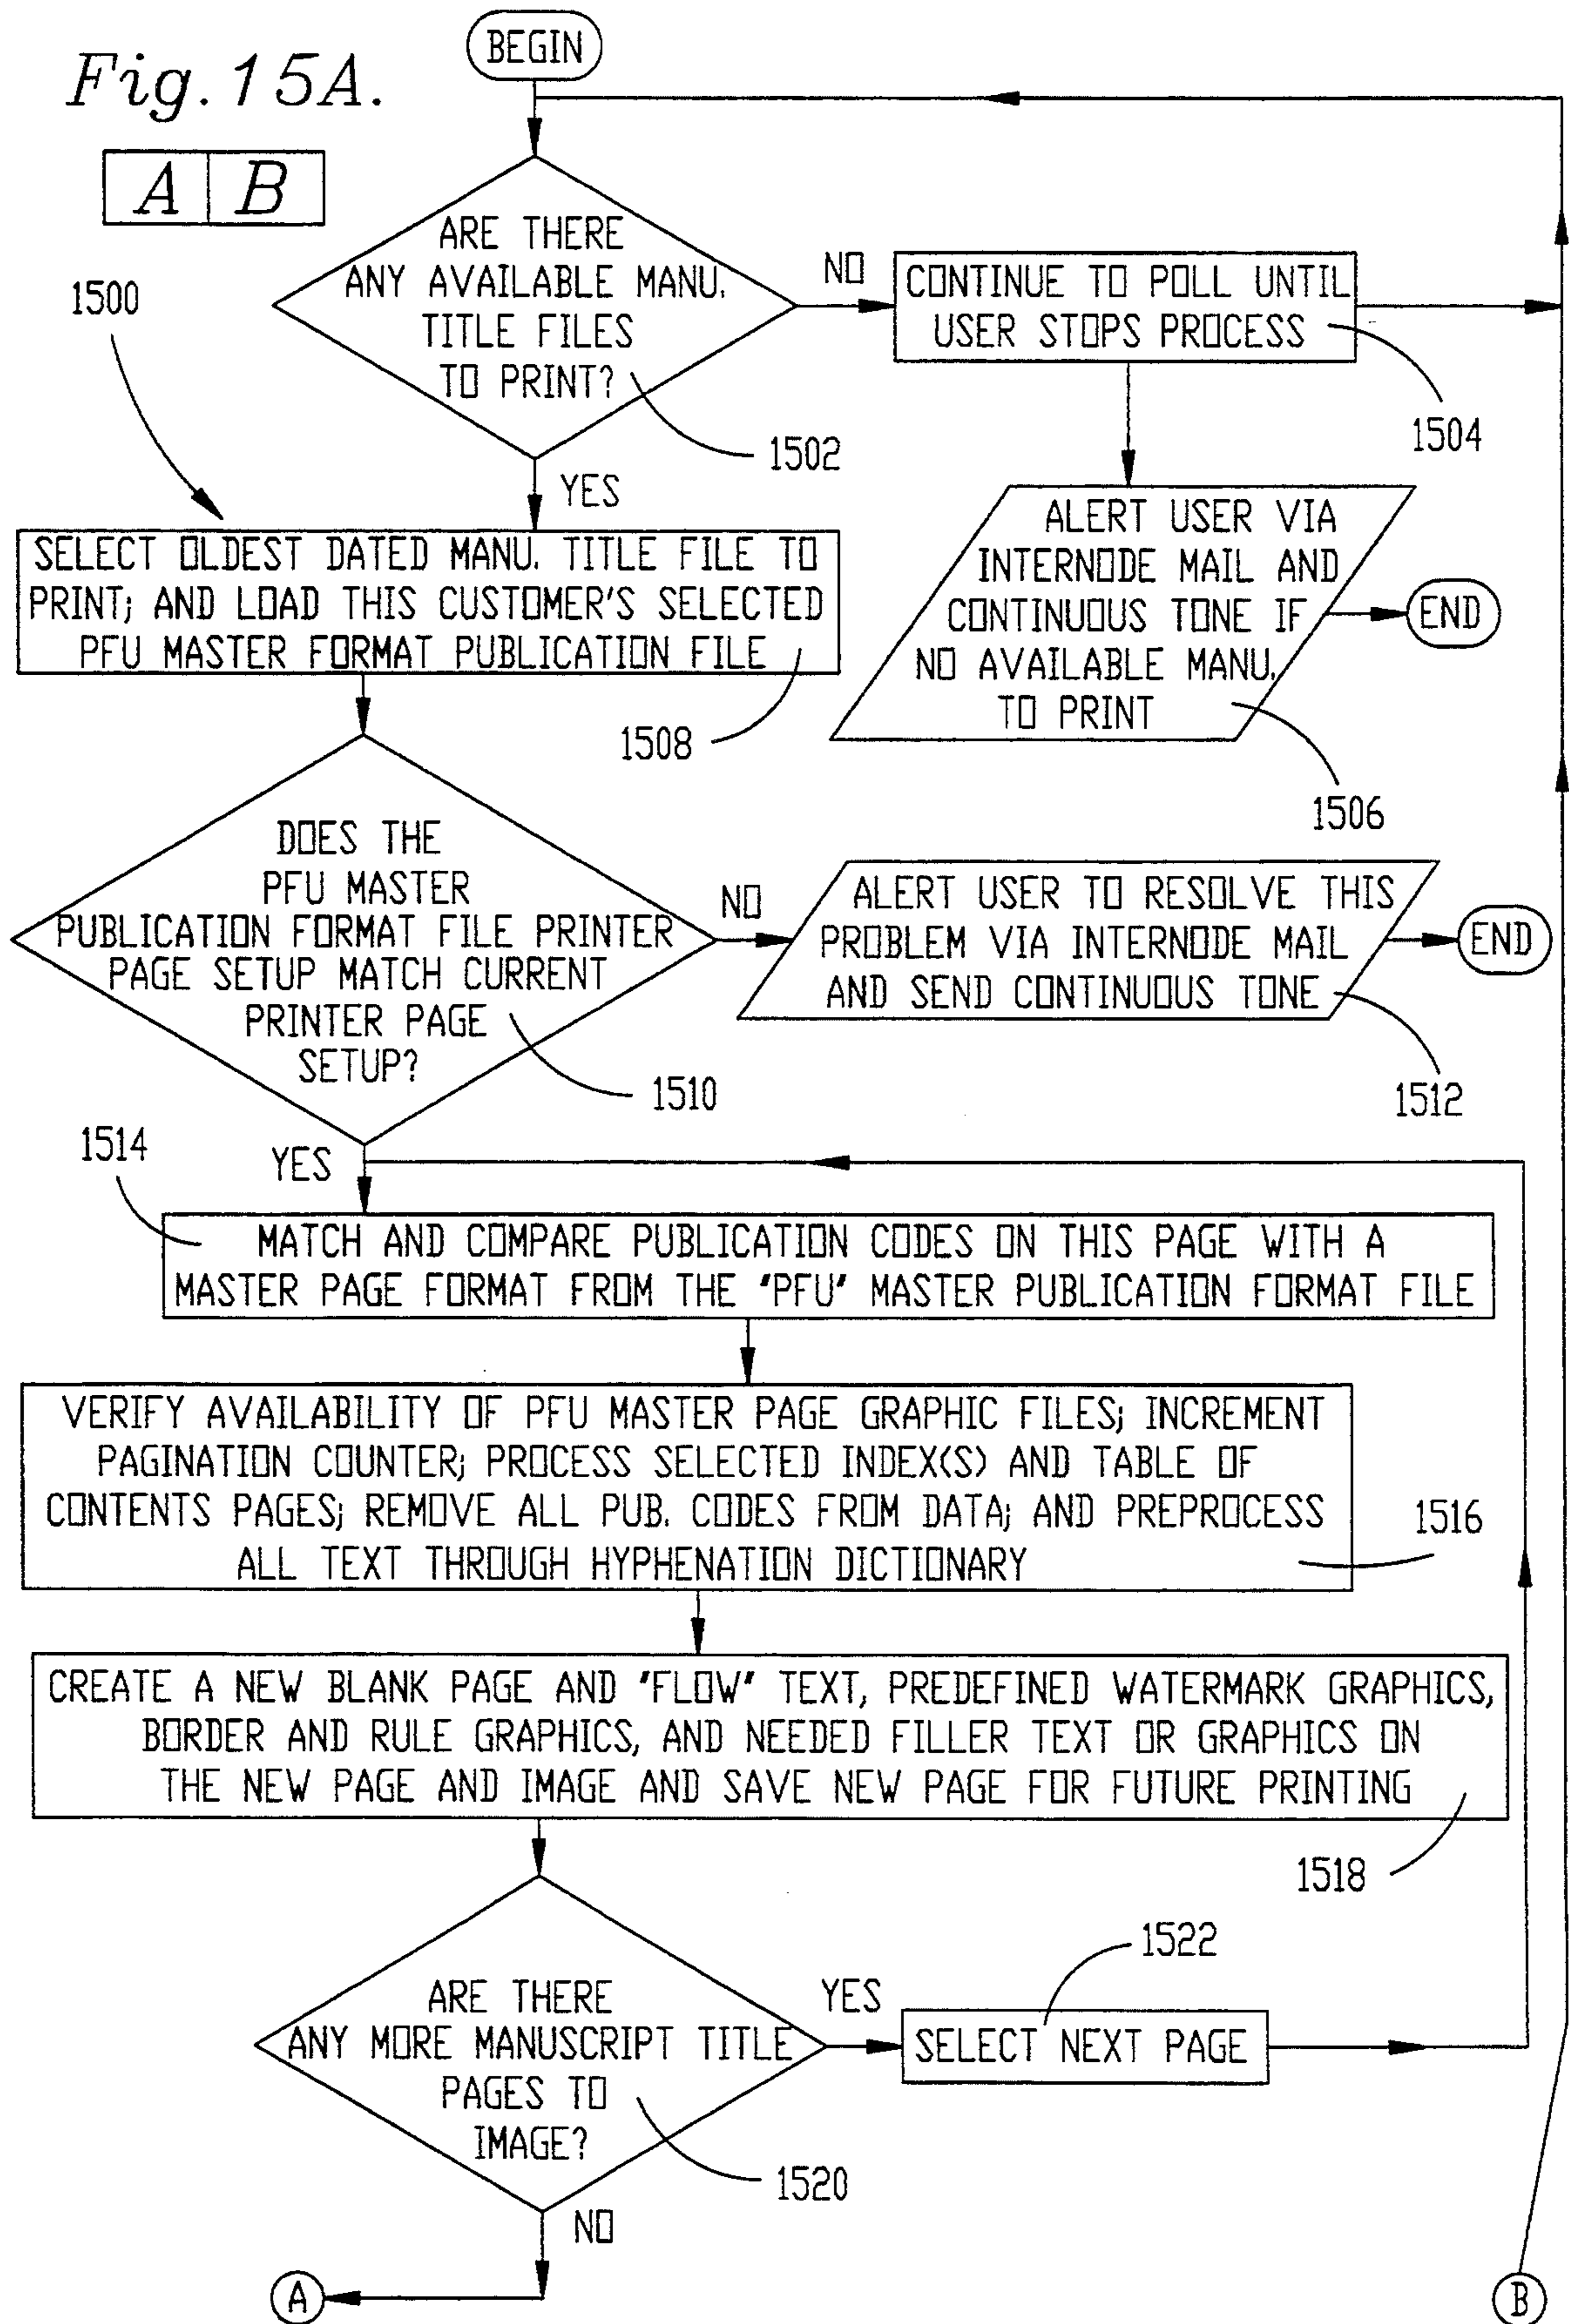 Fig. 15A.
BEGIN
A B
ARE THERE
ANY AVAILABLE MANU.
TITLE FILES
TO PRINT?
1502
NO
CONTINUE TO POLL UNTIL
USER STOPS PROCESS
1504
1500
YES
ALERT USER VIA
INTERNODE MAIL AND
CONTINUOUS TONE IF
NO AVAILABLE MANU.
TO PRINT
1506
END
SELECT OLDEST DATED MANU. TITLE FILE TO
PRINT; AND LOAD THIS CUSTOMER'S SELECTED
PFU MASTER FORMAT PUBLICATION FILE
1508
DOES THE
PFU MASTER
PUBLICATION FORMAT FILE PRINTER
PAGE SETUP MATCH CURRENT
PRINTER PAGE
SETUP?
1510
NO
ALERT USER TO RESOLVE THIS
PROBLEM VIA INTERNODE MAIL
AND SEND CONTINUOUS TONE
1512
END
YES
1514
MATCH AND COMPARE PUBLICATION CODES ON THIS PAGE WITH A
MASTER PAGE FORMAT FROM THE "PFU" MASTER PUBLICATION FORMAT FILE
VERIFY AVAILABILITY OF PFU MASTER PAGE GRAPHIC FILES; INCREMENT
PAGINATION COUNTER; PROCESS SELECTED INDEX(S) AND TABLE OF
CONTENTS PAGES; REMOVE ALL PUB. CODES FROM DATA; AND PREPROCESS
ALL TEXT THROUGH HYPHENATION DICTIONARY
1516
CREATE A NEW BLANK PAGE AND "FLOW" TEXT, PREDEFINED WATERMARK GRAPHICS,
BORDER AND RULE GRAPHICS, AND NEEDED FILLER TEXT OR GRAPHICS ON
THE NEW PAGE AND IMAGE AND SAVE NEW PAGE FOR FUTURE PRINTING
1518
ARE THERE
ANY MORE MANUSCRIPT TITLE
PAGES TO
IMAGE?
1520
YES
SELECT NEXT PAGE
1522
NO
A
B